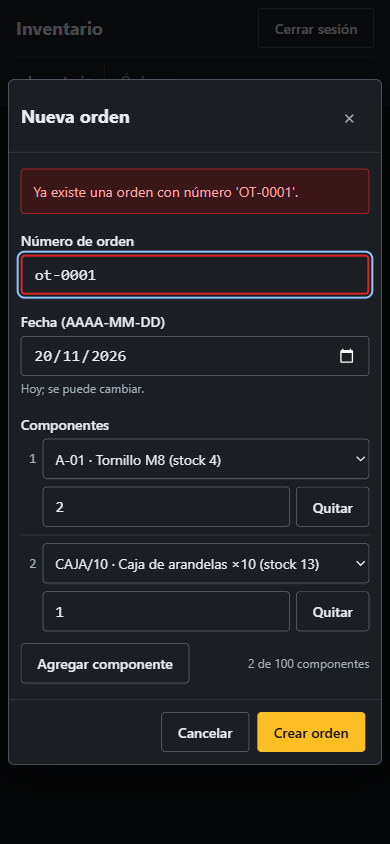 Inventario
Cerrar sesión
Nueva orden
×
Ya existe una orden con número 'OT-0001'.
Número de orden
ot-0001
Fecha (AAAA-MM-DD)
20/11/2026
Hoy; se puede cambiar.
Componentes
1
A-01 · Tornillo M8 (stock 4)
2
Quitar
2
CAJA/10 · Caja de arandelas ×10 (stock 13)
1
Quitar
Agregar componente
2 de 100 componentes
Cancelar
Crear orden